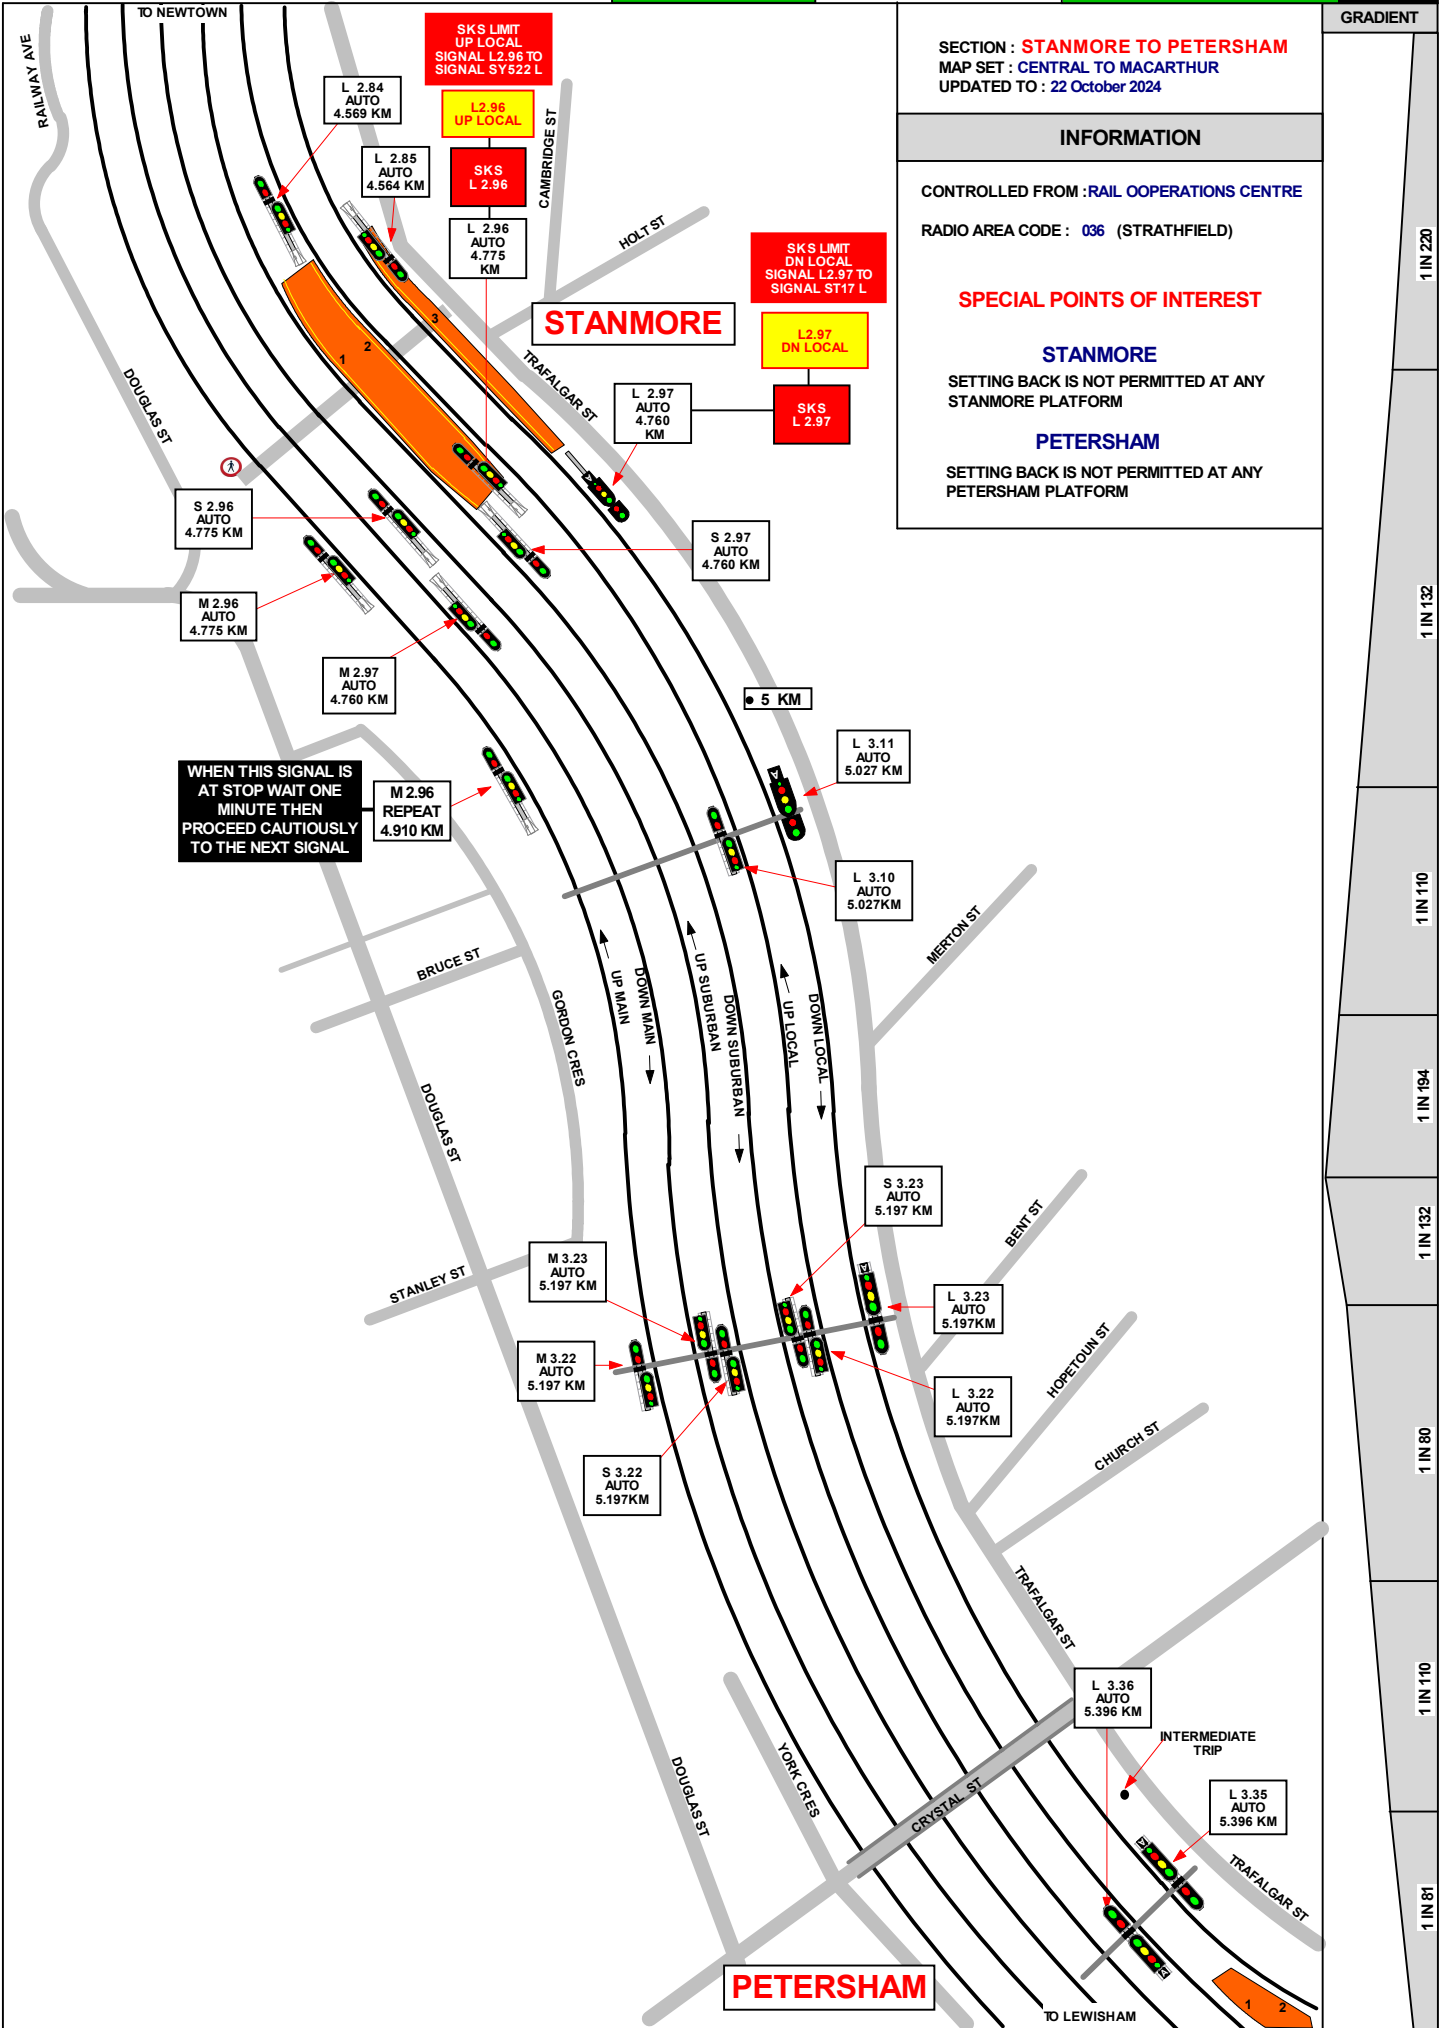 TO NEWTOWN
GRADIENT
SECTION : STANMORE TO PETERSHAM
MAP SET : CENTRAL TO MACARTHUR
UPDATED TO : 22 October 2024
INFORMATION
CONTROLLED FROM :RAIL OOPERATIONS CENTRE
RADIO AREA CODE : 036 (STRATHFIELD)
SPECIAL POINTS OF INTEREST
STANMORE
SETTING BACK IS NOT PERMITTED AT ANY
STANMORE PLATFORM
PETERSHAM
SETTING BACK IS NOT PERMITTED AT ANY
PETERSHAM PLATFORM
RAILWAY AVE
SKS LIMIT
UP LOCAL
SIGNAL L2.96 TO
SIGNAL SY522 L
L2.96
UP LOCAL
SKS
L 2.96
L 2.96
AUTO
4.775
KM
L 2.84
AUTO
4.569 KM
L 2.85
AUTO
4.564 KM
CAMBRIDGE ST
HOLT ST
SKS LIMIT
DN LOCAL
SIGNAL L2.97 TO
SIGNAL ST17 L
L2.97
DN LOCAL
SKS
L 2.97
L 2.97
AUTO
4.760
KM
STANMORE
1
2
3
TRAFALGAR ST
DOUGLAS ST
S 2.96
AUTO
4.775 KM
S 2.97
AUTO
4.760 KM
M 2.96
AUTO
4.775 KM
M 2.97
AUTO
4.760 KM
5 KM
WHEN THIS SIGNAL IS
AT STOP WAIT ONE
MINUTE THEN
PROCEED CAUTIOUSLY
TO THE NEXT SIGNAL
M 2.96
REPEAT
4.910 KM
L 3.11
AUTO
5.027 KM
A
L 3.10
AUTO
5.027KM
MERTON ST
BRUCE ST
GORDON CRES
UP MAIN
DOWN MAIN
UP SUBURBAN
DOWN SUBURBAN
UP LOCAL
DOWN LOCAL
DOUGLAS ST
STANLEY ST
S 3.23
AUTO
5.197 KM
BENT ST
M 3.23
AUTO
5.197 KM
A
L 3.23
AUTO
5.197KM
M 3.22
AUTO
5.197 KM
L 3.22
AUTO
5.197KM
HOPETOUN ST
CHURCH ST
S 3.22
AUTO
5.197KM
TRAFALGAR ST
L 3.36
AUTO
5.396 KM
INTERMEDIATE
TRIP
L 3.35
AUTO
5.396 KM
A
YORK CRES
DOUGLAS ST
CRYSTAL ST
TRAFALGAR ST
A
PETERSHAM
TO LEWISHAM
1
2
1 IN 220
1 IN 132
1 IN 110
1 IN 194
1 IN 132
1 IN 80
1 IN 110
1 IN 81